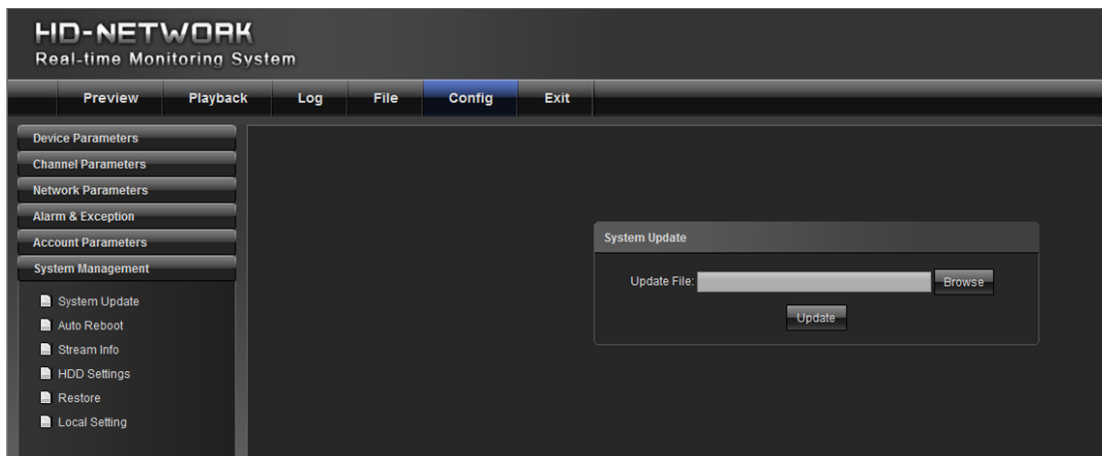 HD-NETWORK
Real-time Monitoring System
Preview Playback Log File Config Exit
Device Parameters
Channel Parameters
Network Parameters
Alarm & Exception
Account Parameters
System Management
System Update
Auto Reboot
Stream Info
HDD Settings
Restore
Local Setting
System Update
Update File: Browse
Update